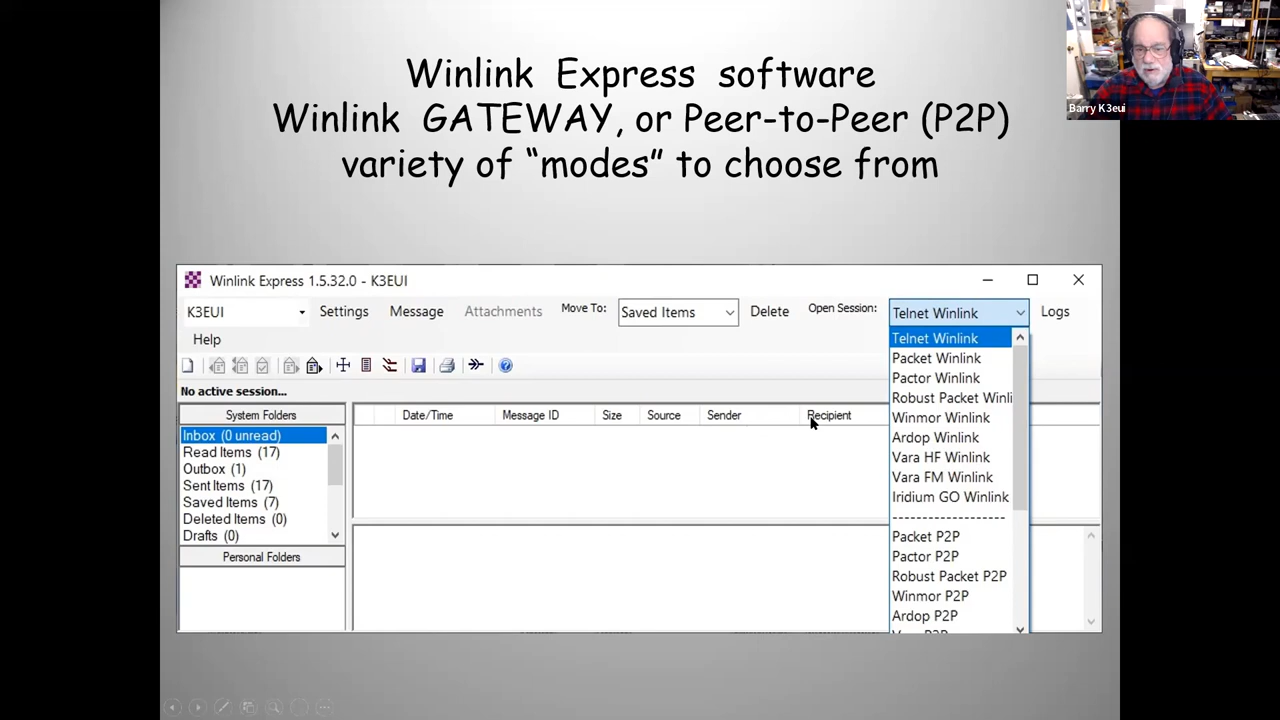 Winlink Express software
Winlink GATEWAY, or Peer-to-Peer (P2P)
variety of “modes” to choose from
Barry K3eui
Winlink Express 1.5.32.0 - K3EUI
K3EUI Settings Message Attachments Move To: Saved Items Delete Open Session: Telnet Winlink Logs
Help
No active session...
System Folders
Inbox (0 unread)
Read Items (17)
Outbox (1)
Sent Items (17)
Saved Items (7)
Deleted Items (0)
Drafts (0)
Personal Folders
Date/Time Message ID Size Source Sender Recipient
Telnet Winlink
Packet Winlink
Pactor Winlink
Robust Packet Winli
Winmor Winlink
Ardop Winlink
Vara HF Winlink
Vara FM Winlink
Iridium GO Winlink
-------------------
Packet P2P
Pactor P2P
Robust Packet P2P
Winmor P2P
Ardop P2P